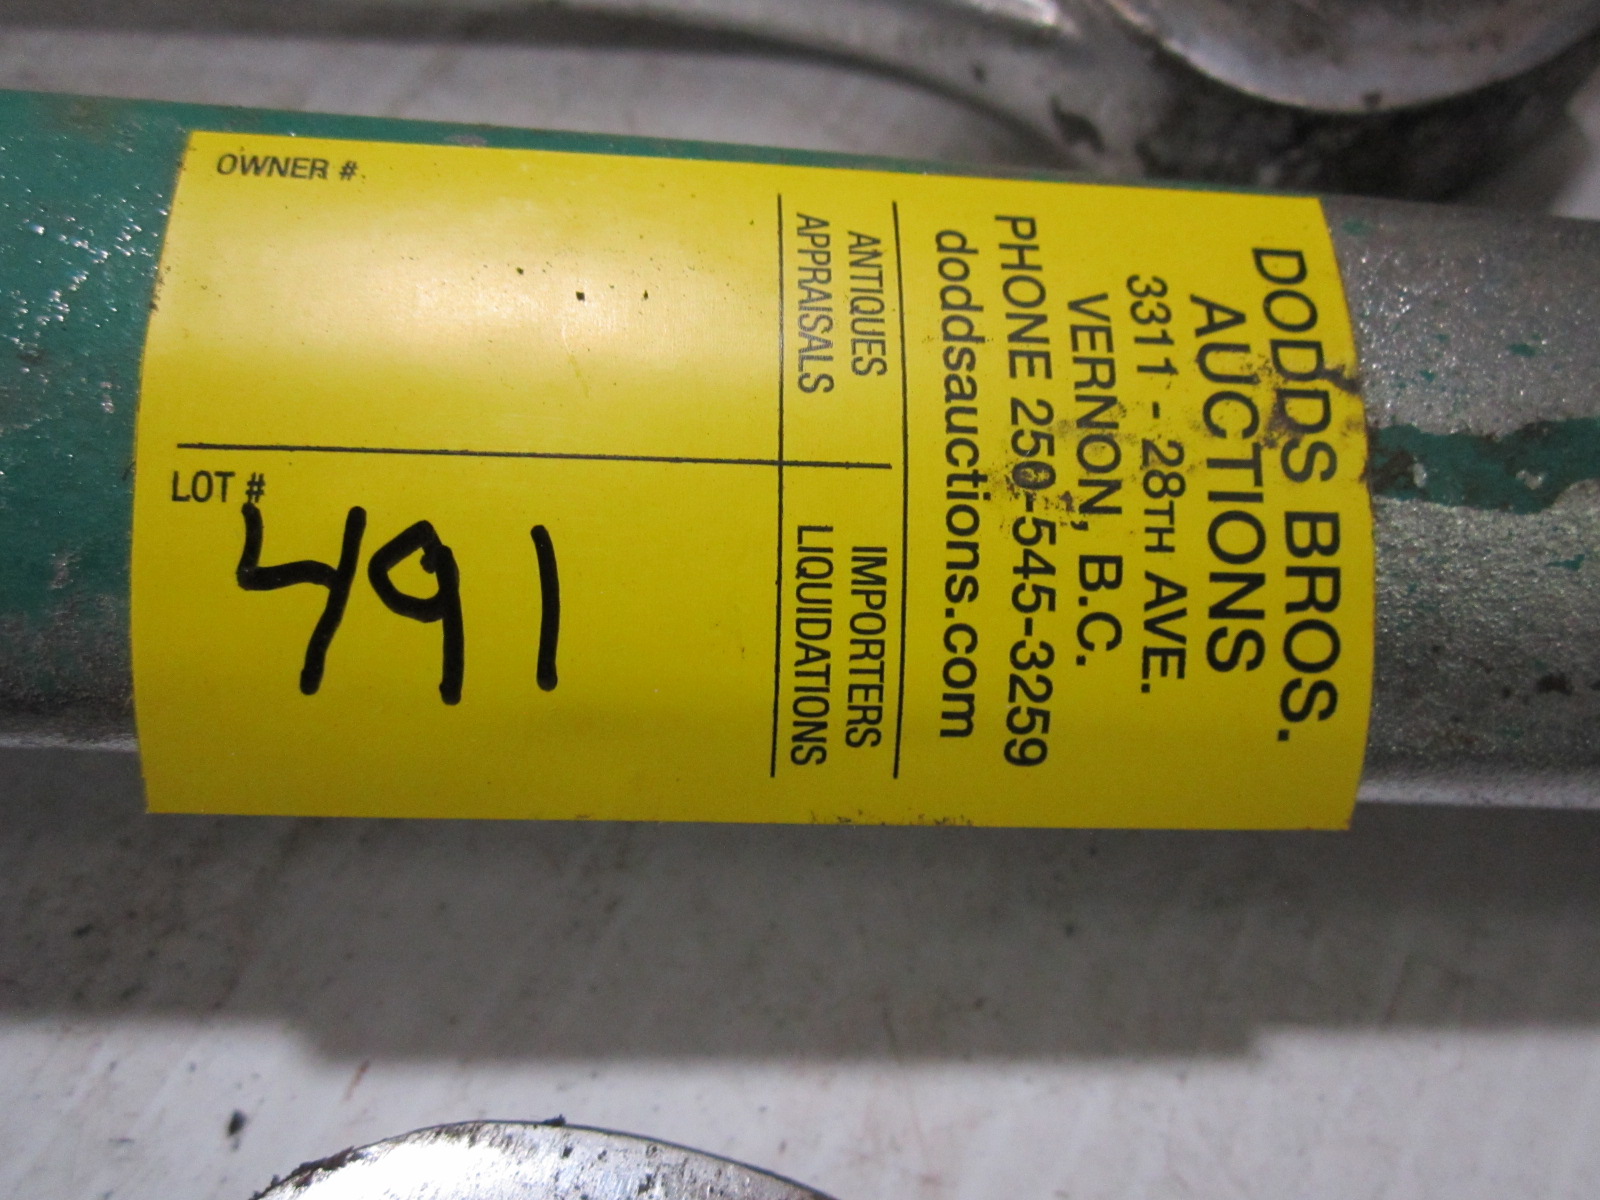 DODDS BROS.
AUCTIONS
3311 - 28TH AVE.
VERNON, B.C.
PHONE 250-545-3259
doddsauctions.com
ANTIQUES
APPRAISALS
IMPORTERS
LIQUIDATIONS
OWNER #
LOT #
491